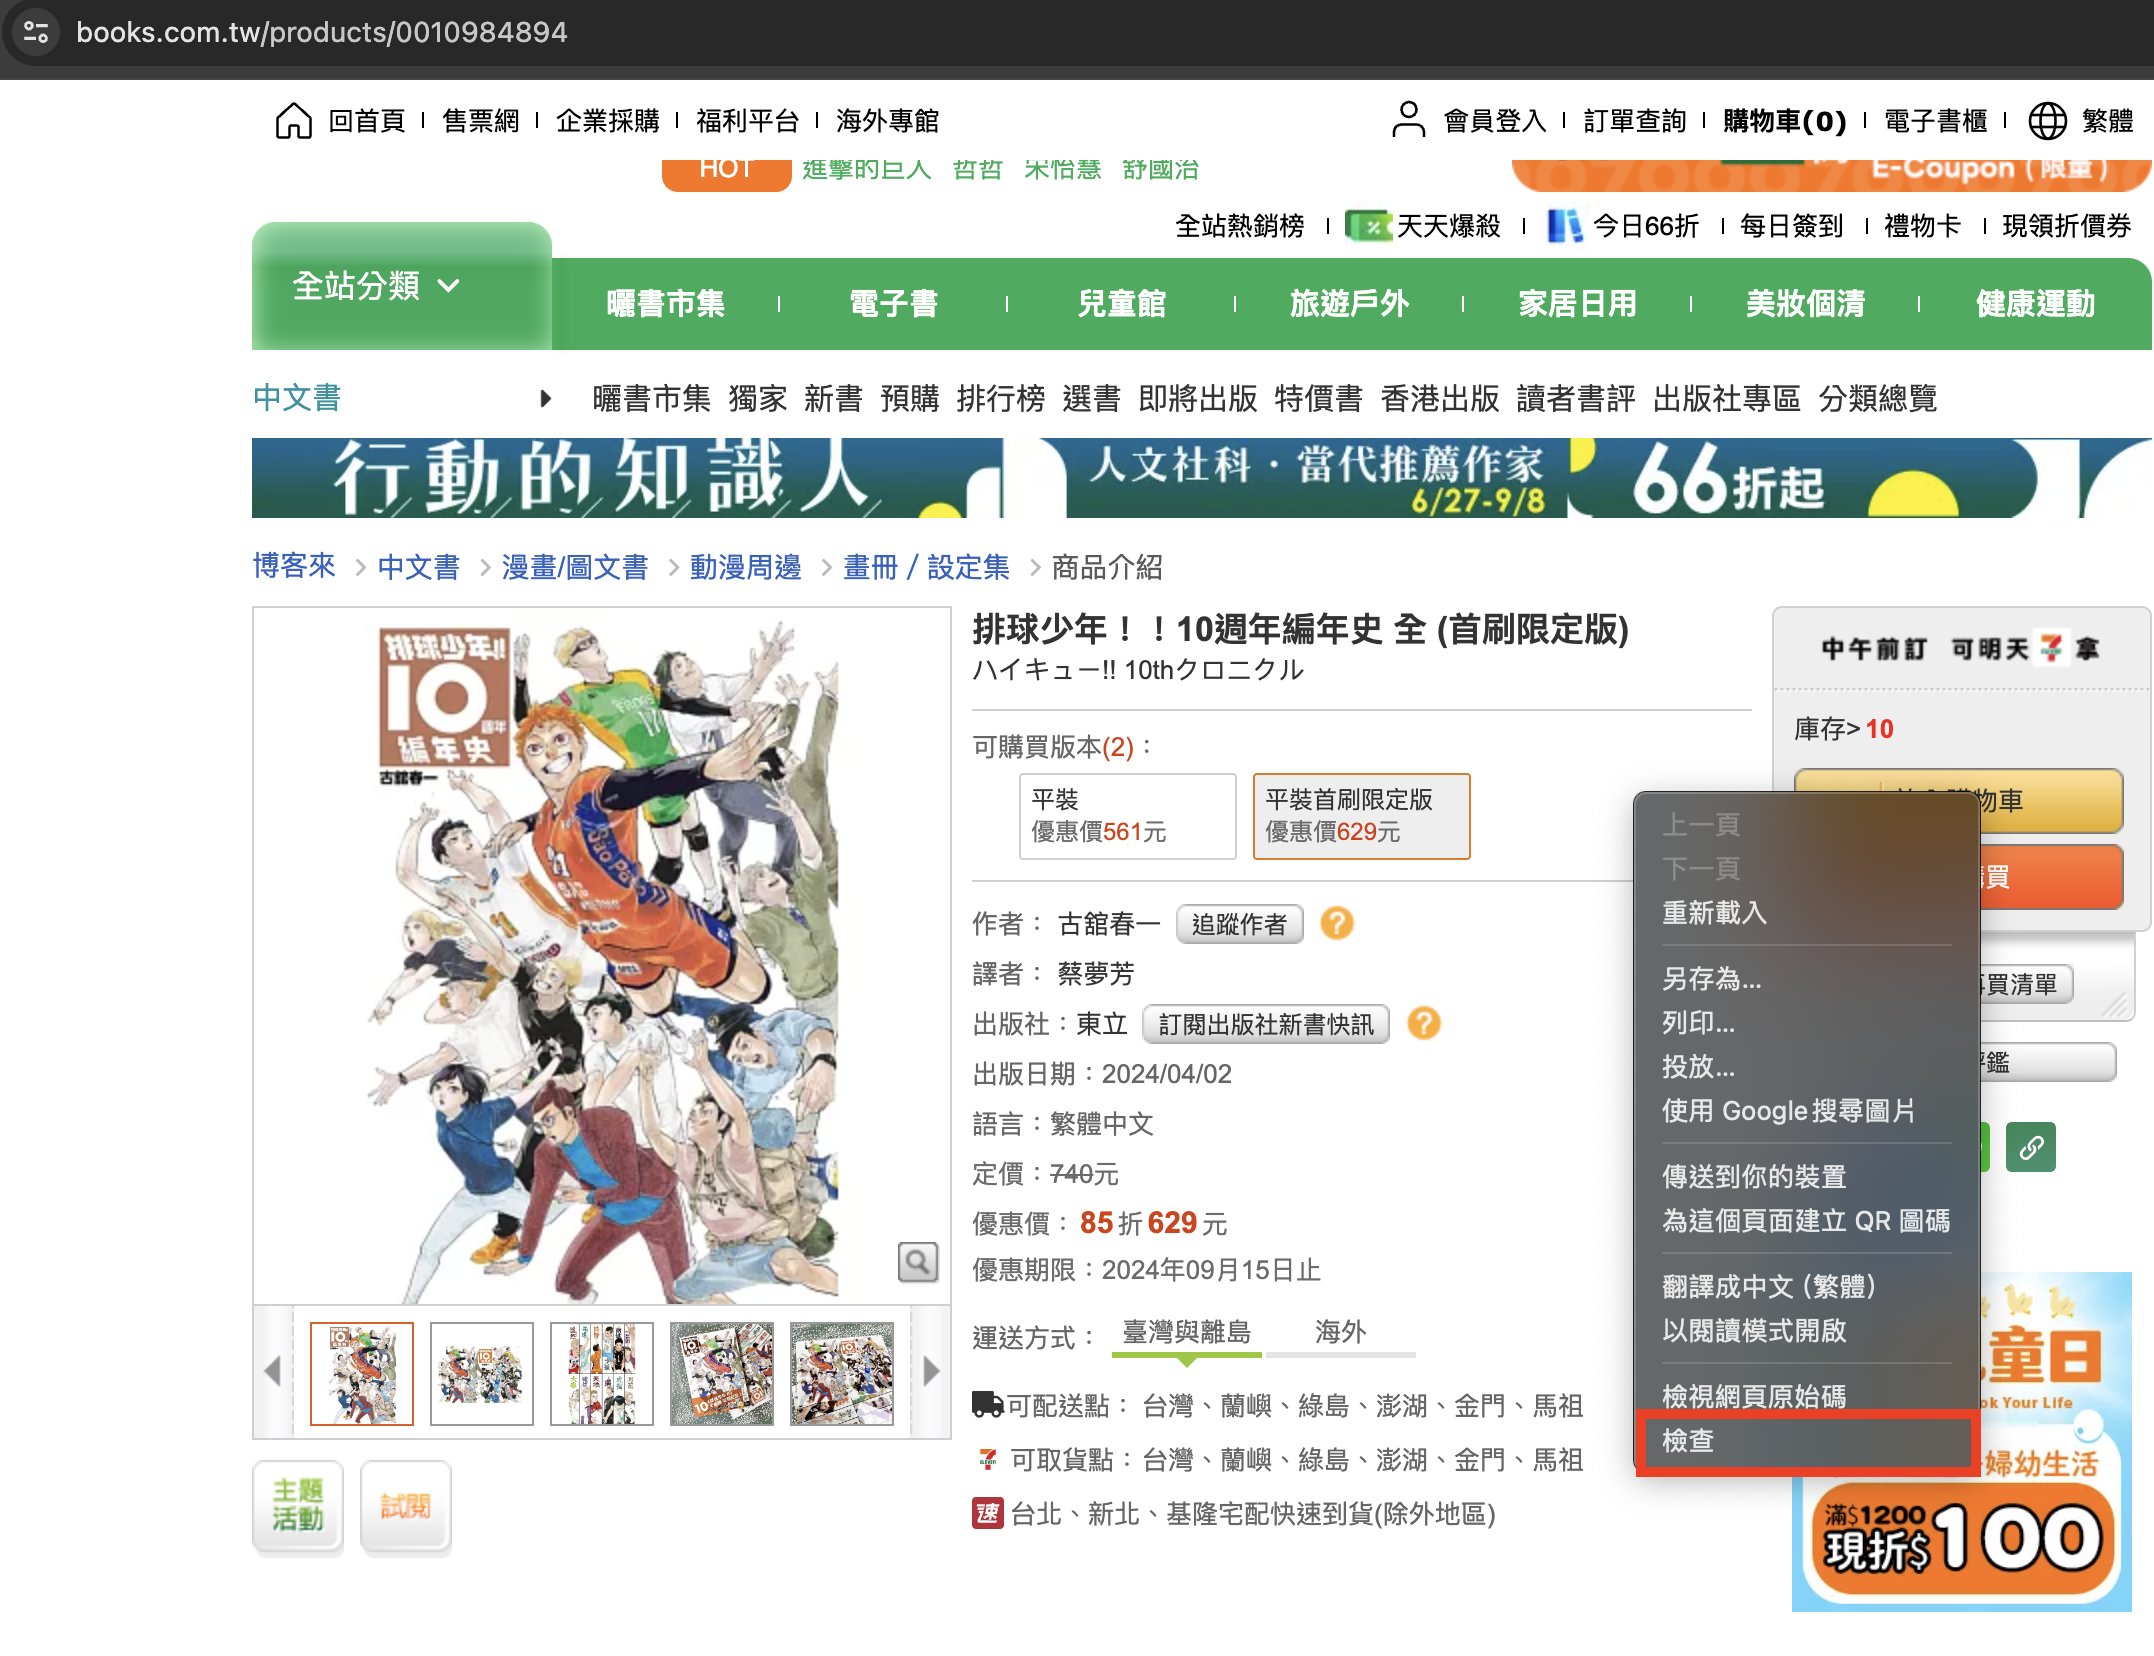 books.com.tw/products/0010984894
回首頁 售票網 企業採購 福利平台 海外專館
會員登入 訂單查詢 購物車(0) 電子書櫃 繁體
HOT 進擊的巨人 哲哲 宋怡慧 舒國治
E-Coupon（限量）
全站熱銷榜 天天爆殺 今日66折 每日簽到 禮物卡 現領折價券
全站分類
曬書市集 電子書 兒童館 旅遊戶外 家居日用 美妝個清 健康運動
中文書 曬書市集 獨家 新書 預購 排行榜 選書 即將出版 特價書 香港出版 讀者書評 出版社專區 分類總覽
行動的知識人 人文社科・當代推薦作家 66折起
6/27-9/8
博客來 > 中文書 > 漫畫/圖文書 > 動漫周邊 > 畫冊 / 設定集 > 商品介紹
排球少年!!
10週年
編年史
古舘春一
排球少年！！10週年編年史 全 (首刷限定版)
ハイキュー!! 10thクロニクル
可購買版本(2)：
平裝
優惠價561元
平裝首刷限定版
優惠價629元
作者： 古舘春一 追蹤作者 ?
譯者： 蔡夢芳
出版社：東立 訂閱出版社新書快訊 ?
出版日期：2024/04/02
語言：繁體中文
定價：740元
優惠價：85折629元
優惠期限：2024年09月15日止
運送方式： 臺灣與離島 海外
可配送點：台灣、蘭嶼、綠島、澎湖、金門、馬祖
可取貨點：台灣、蘭嶼、綠島、澎湖、金門、馬祖
速 台北、新北、基隆宅配快速到貨(除外地區)
主題
活動
試閱
中午前訂 可明天 7 拿
庫存>10
物車
買
買清單
鑑
上一頁
下一頁
重新載入
另存為...
列印...
投放...
使用 Google搜尋圖片
傳送到你的裝置
為這個頁面建立 QR 圖碼
翻譯成中文 (繁體)
以閱讀模式開啟
檢視網頁原始碼
檢查
童日
ok Your Life
婦幼生活
滿$1200
現折$100